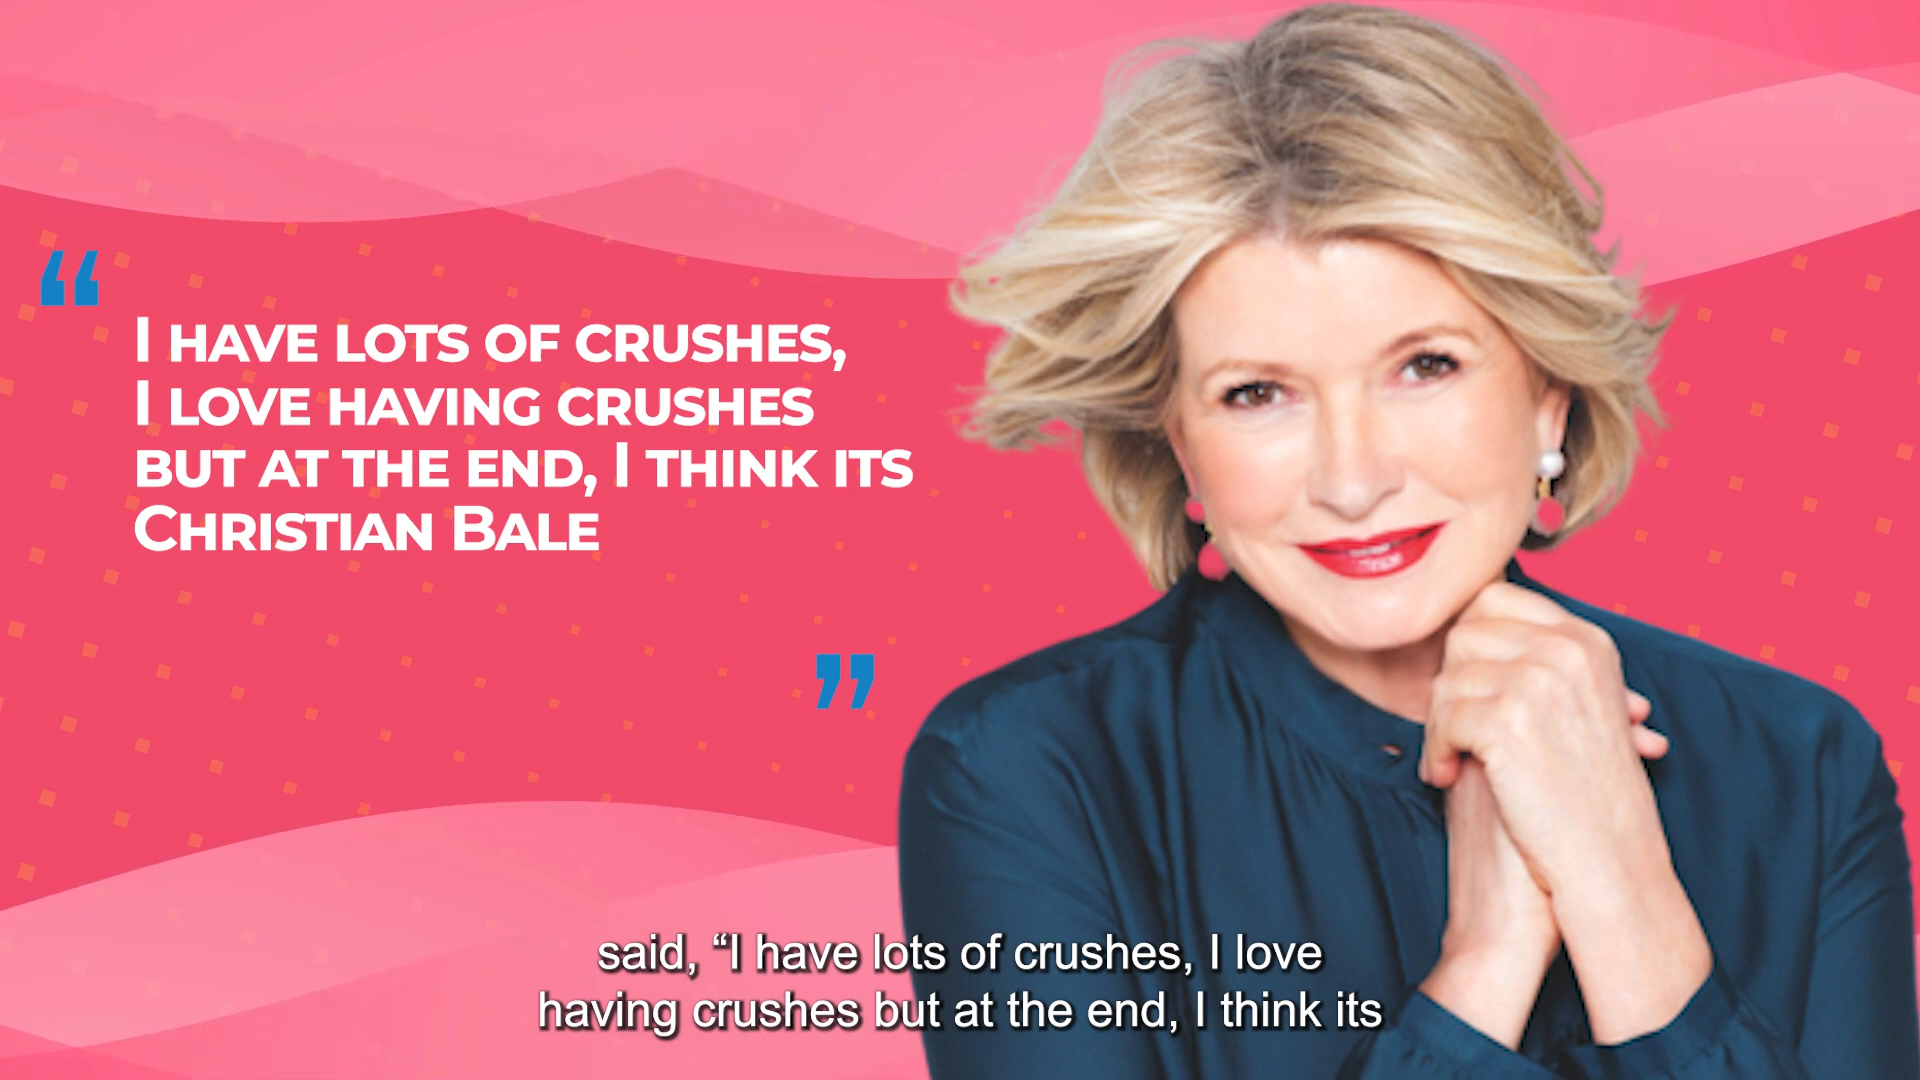 “
I HAVE LOTS OF CRUSHES,
I LOVE HAVING CRUSHES
BUT AT THE END, I THINK ITS
CHRISTIAN BALE
”
said, “I have lots of crushes, I love
having crushes but at the end, I think its